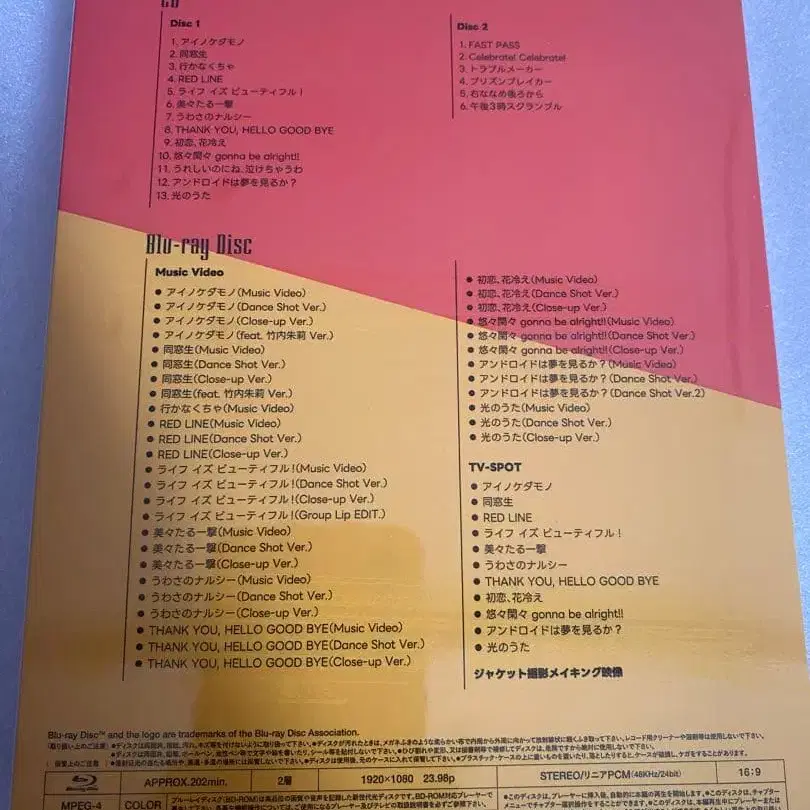 CD
Disc 1
1. アイノケダモノ
2. 同窓生
3. 行かなくちゃ
4. RED LINE
5. ライフ イズ ビューティフル！
6. 美々たる一撃
7. うわさのナルシー
8. THANK YOU, HELLO GOOD BYE
9. 初恋、花冷え
10. 悠々閑々 gonna be alright!!
11. うれしいのにね、泣けちゃうわ
12. アンドロイドは夢を見るか？
13. 光のうた
Disc 2
1. FAST PASS
2. Celebrate! Celebrate!
3. トラブルメーカー
4. プリズンブレイカー
5. 右ななめ後ろから
6. 午後3時スクランブル
Blu-ray Disc
Music Video
● アイノケダモノ(Music Video)
● アイノケダモノ(Dance Shot Ver.)
● アイノケダモノ(Close-up Ver.)
● アイノケダモノ(feat. 竹内朱莉 Ver.)
● 同窓生(Music Video)
● 同窓生(Dance Shot Ver.)
● 同窓生(Close-up Ver.)
● 同窓生(feat. 竹内朱莉 Ver.)
● 行かなくちゃ(Music Video)
● RED LINE(Music Video)
● RED LINE(Dance Shot Ver.)
● RED LINE(Close-up Ver.)
● ライフ イズ ビューティフル！(Music Video)
● ライフ イズ ビューティフル！(Dance Shot Ver.)
● ライフ イズ ビューティフル！(Close-up Ver.)
● ライフ イズ ビューティフル！(Group Lip EDIT.)
● 美々たる一撃(Music Video)
● 美々たる一撃(Dance Shot Ver.)
● 美々たる一撃(Close-up Ver.)
● うわさのナルシー(Music Video)
● うわさのナルシー(Dance Shot Ver.)
● うわさのナルシー(Close-up Ver.)
● THANK YOU, HELLO GOOD BYE(Music Video)
● THANK YOU, HELLO GOOD BYE(Dance Shot Ver.)
● THANK YOU, HELLO GOOD BYE(Close-up Ver.)
● 初恋、花冷え(Music Video)
● 初恋、花冷え(Dance Shot Ver.)
● 初恋、花冷え(Close-up Ver.)
● 悠々閑々 gonna be alright!!(Music Video)
● 悠々閑々 gonna be alright!!(Dance Shot Ver.)
● 悠々閑々 gonna be alright!!(Close-up Ver.)
● アンドロイドは夢を見るか？(Music Video)
● アンドロイドは夢を見るか？(Dance Shot Ver.)
● アンドロイドは夢を見るか？(Dance Shot Ver.2)
● 光のうた(Music Video)
● 光のうた(Dance Shot Ver.)
● 光のうた(Close-up Ver.)
TV-SPOT
● アイノケダモノ
● 同窓生
● RED LINE
● ライフ イズ ビューティフル！
● 美々たる一撃
● うわさのナルシー
● THANK YOU, HELLO GOOD BYE
● 初恋、花冷え
● 悠々閑々 gonna be alright!!
● アンドロイドは夢を見るか？
● 光のうた
ジャケット撮影メイキング映像
Blu-ray Disc™ and the logo are trademarks of the Blu-ray Disc Association.
Blu-ray Disc APPROX.202min. 2層 1920×1080 23.98p STEREO/リニアPCM(48KHz/24bit) 16:9
MPEG-4 COLOR